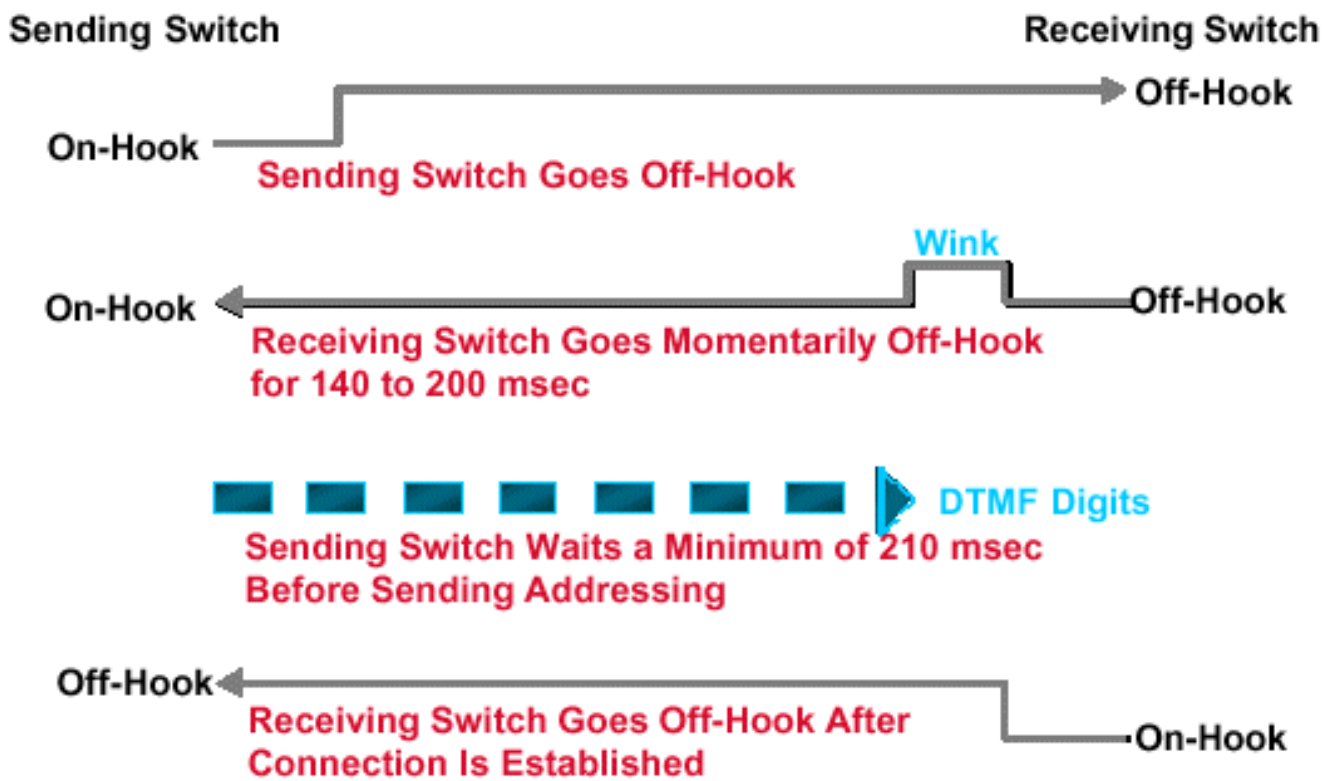 Sending Switch
Receiving Switch
Off-Hook
On-Hook
Sending Switch Goes Off-Hook
Wink
On-Hook
Off-Hook
Receiving Switch Goes Momentarily Off-Hook
for 140 to 200 msec
DTMF Digits
Sending Switch Waits a Minimum of 210 msec
Before Sending Addressing
Off-Hook
Receiving Switch Goes Off-Hook After
Connection Is Established
On-Hook